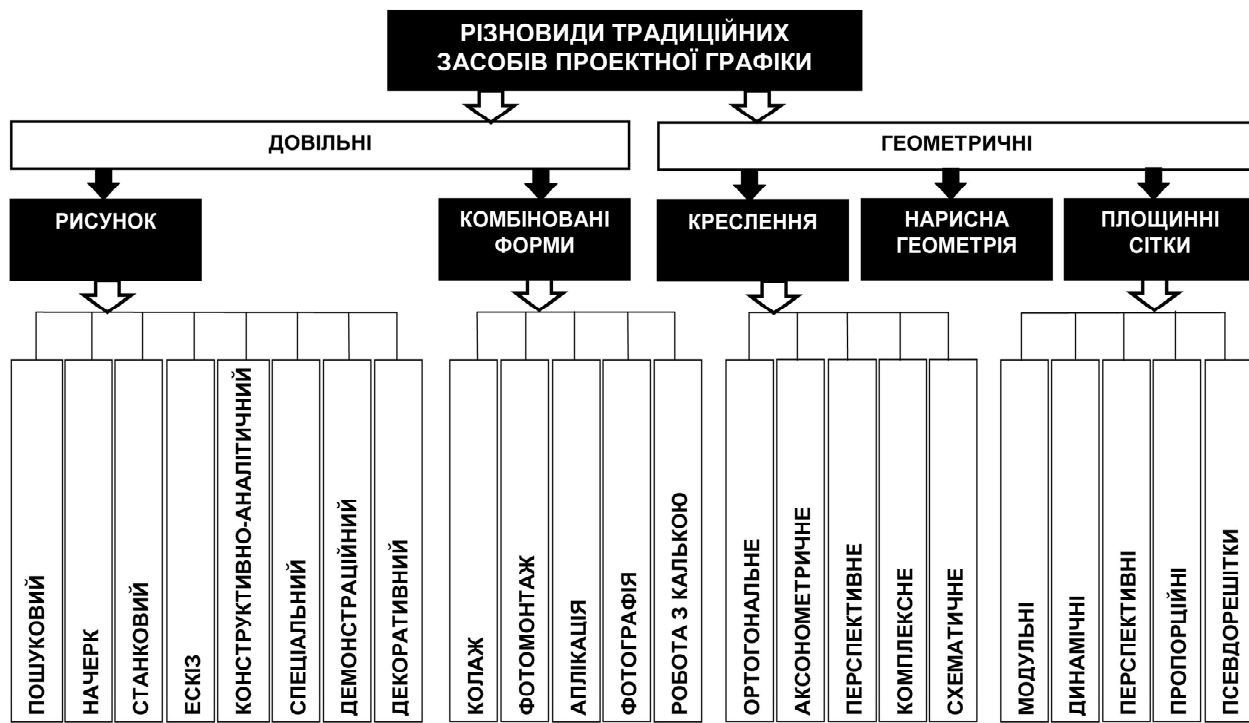 РІЗНОВИДИ ТРАДИЦІЙНИХ
ЗАСОБІВ ПРОЕКТНОЇ ГРАФІКИ
ДОВІЛЬНІ
ГЕОМЕТРИЧНІ
РИСУНОК
КОМБІНОВАНІ
ФОРМИ
КРЕСЛЕННЯ
НАРИСНА
ГЕОМЕТРІЯ
ПЛОЩИННІ
СІТКИ
ПОШУКОВИЙ
НАЧЕРК
СТАНКОВИЙ
ЕСКІЗ
КОНСТРУКТИВНО-АНАЛІТИЧНИЙ
СПЕЦІАЛЬНИЙ
ДЕМОНСТРАЦІЙНИЙ
ДЕКОРАТИВНИЙ
КОЛАЖ
ФОТОМОНТАЖ
АПЛІКАЦІЯ
ФОТОГРАФІЯ
РОБОТА З КАЛЬКОЮ
ОРТОГОНАЛЬНЕ
АКСОНОМЕТРИЧНЕ
ПЕРСПЕКТИВНЕ
КОМПЛЕКСНЕ
СХЕМАТИЧНЕ
МОДУЛЬНІ
ДИНАМІЧНІ
ПЕРСПЕКТИВНІ
ПРОПОРЦІЙНІ
ПСЕВДОРЕШІТКИ